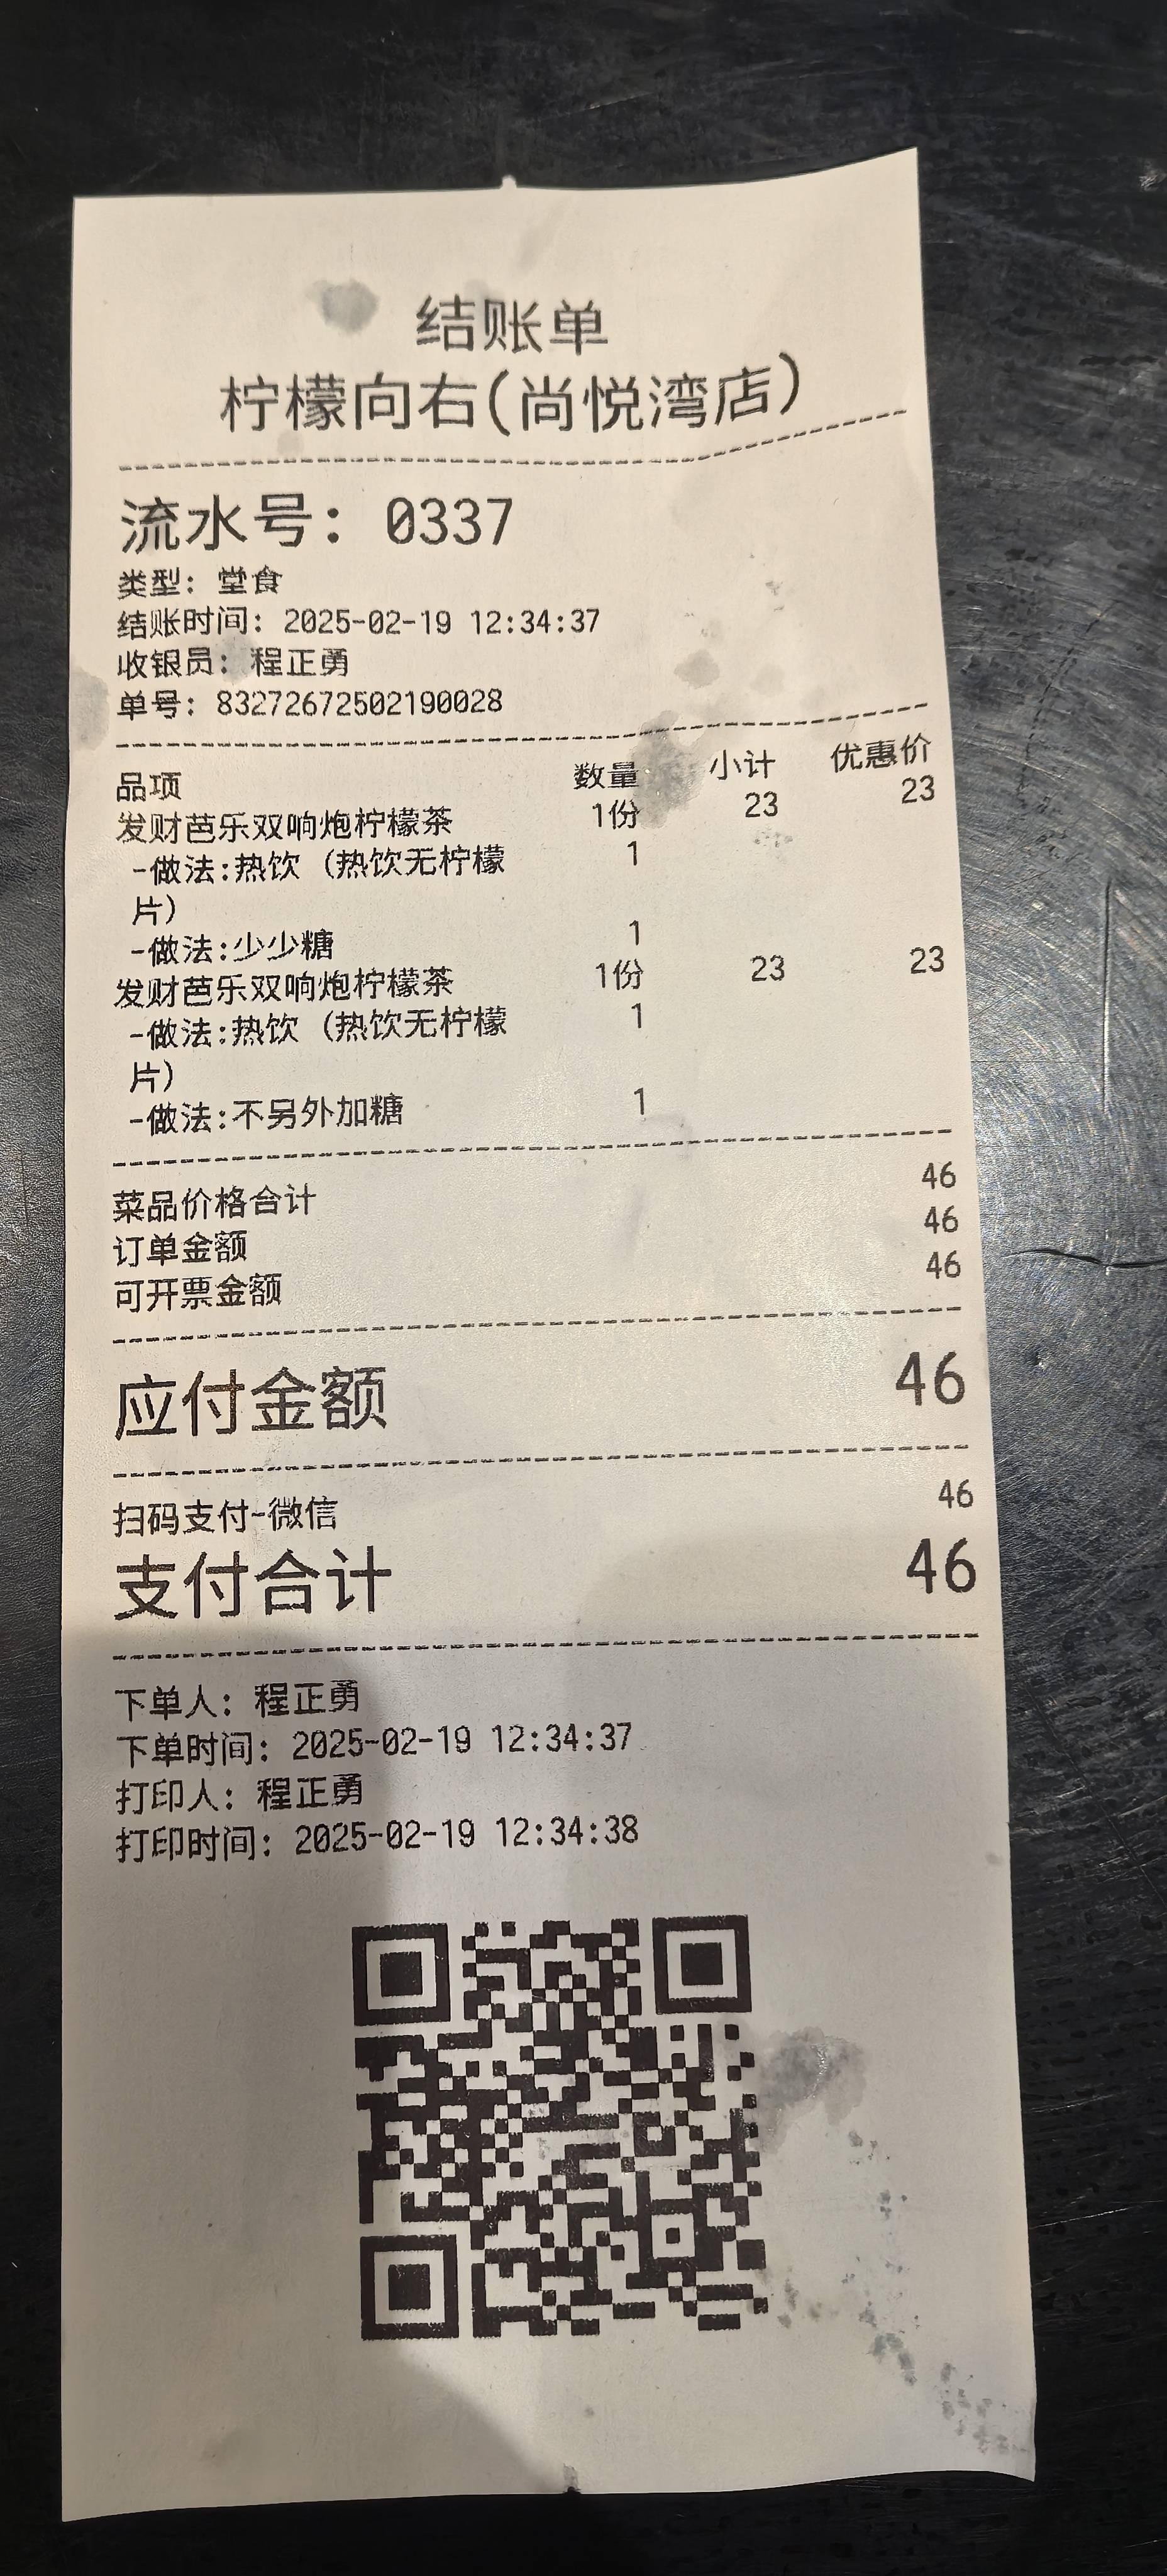 结账单
柠檬向右(尚悦湾店)
流水号: 0337
类型: 堂食
结账时间: 2025-02-19 12:34:37
收银员: 程正勇
单号: 83272672502190028
品项 数量 小计 优惠价
发财芭乐双响炮柠檬茶 1份 23 23
-做法:热饮 (热饮无柠檬 1
片)
-做法:少少糖 1
发财芭乐双响炮柠檬茶 1份 23 23
-做法:热饮 (热饮无柠檬 1
片)
-做法:不另外加糖 1
菜品价格合计 46
订单金额 46
可开票金额 46
应付金额 46
扫码支付-微信 46
支付合计 46
下单人: 程正勇
下单时间: 2025-02-19 12:34:37
打印人: 程正勇
打印时间: 2025-02-19 12:34:38